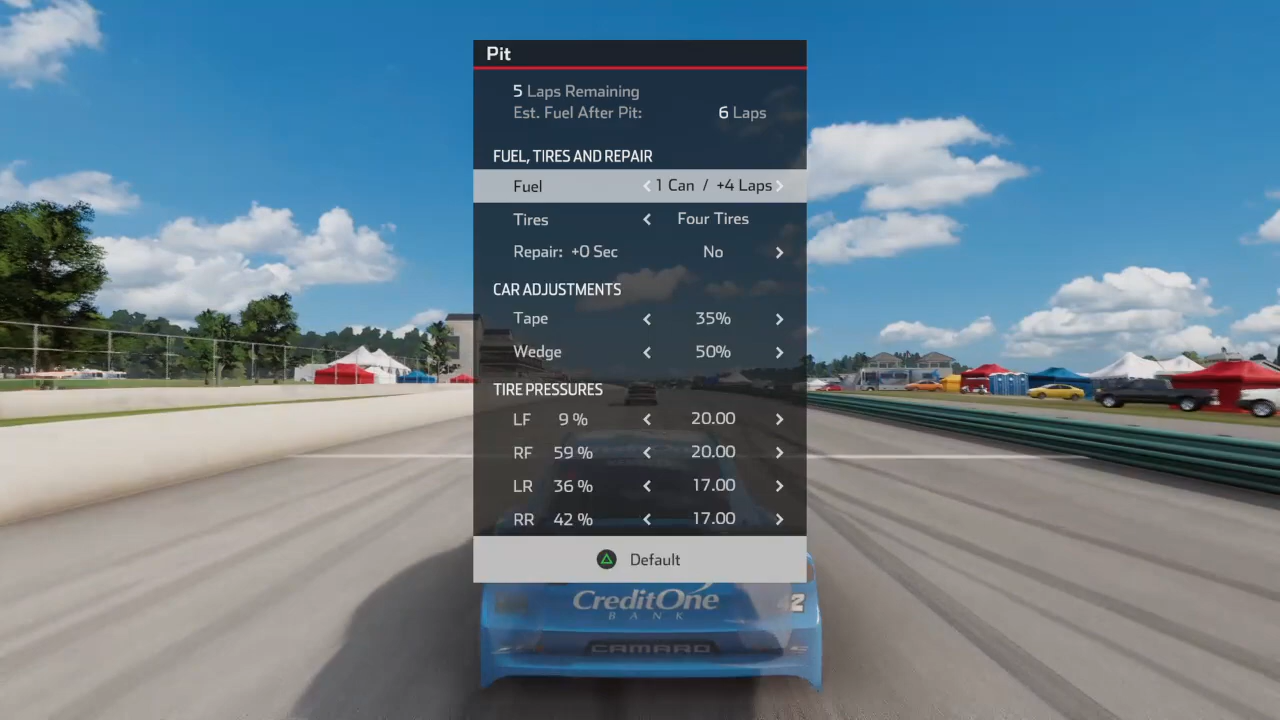 Pit
5 Laps Remaining
Est. Fuel After Pit: 6 Laps
FUEL, TIRES AND REPAIR
Fuel 1 Can / +4 Laps
Tires Four Tires
Repair: +0 Sec No
CAR ADJUSTMENTS
Tape 35%
Wedge 50%
TIRE PRESSURES
LF 9 % 20.00
RF 59 % 20.00
LR 36 % 17.00
RR 42 % 17.00
Default
CreditOne
BANK
42
CAMARO